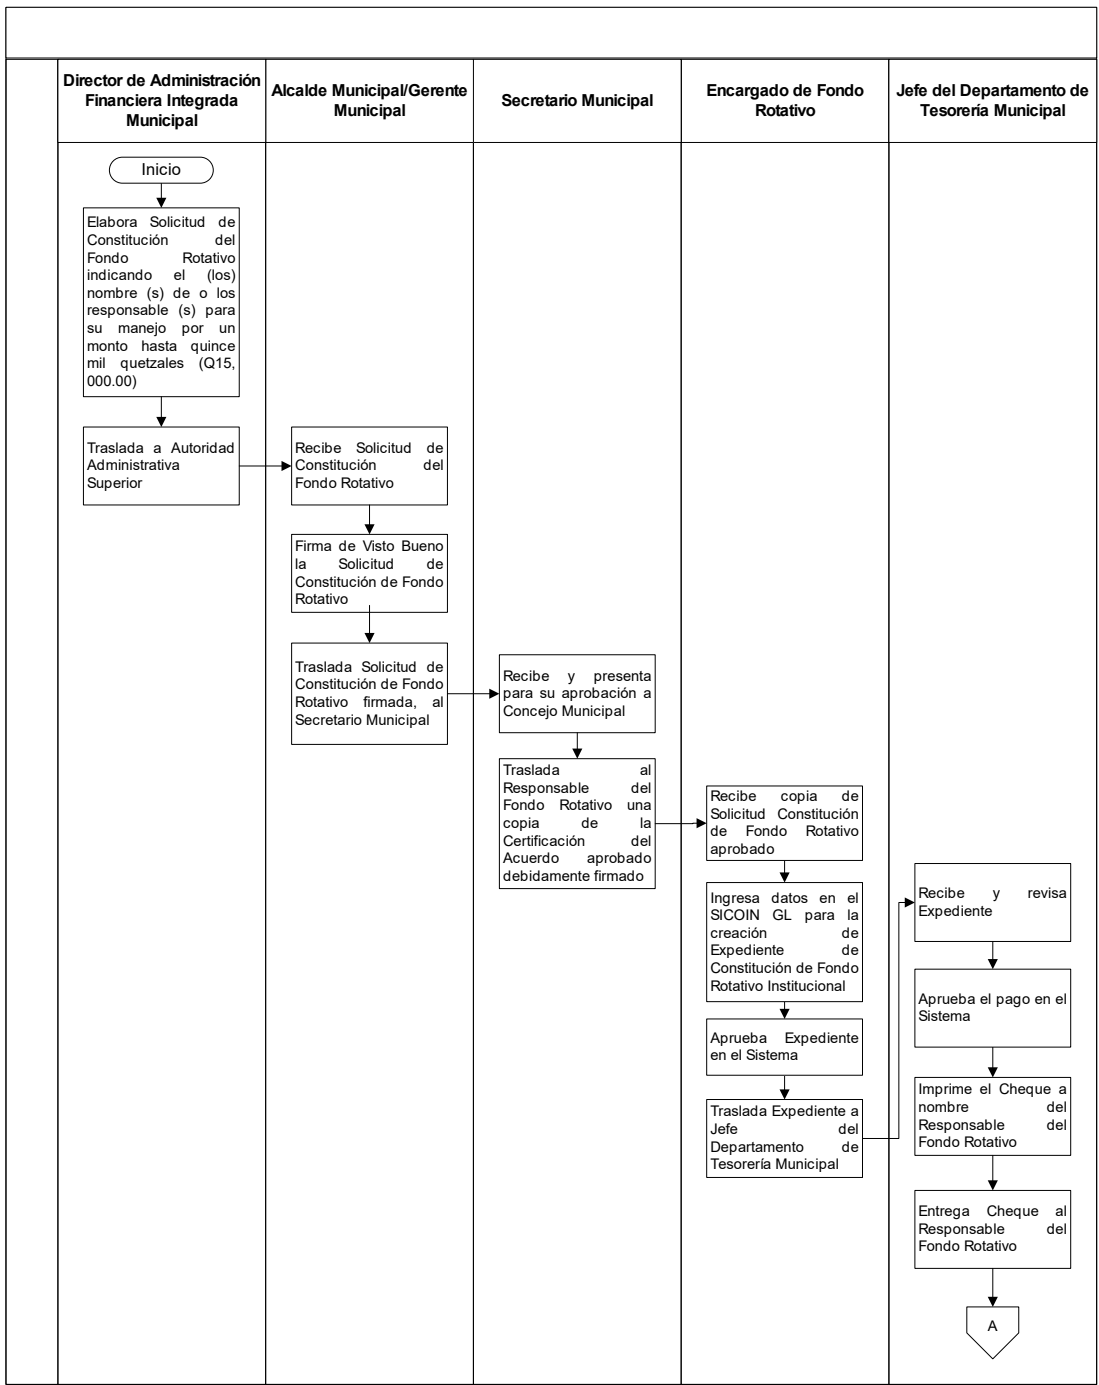 Director de Administración
Financiera Integrada
Municipal
Alcalde Municipal/Gerente
Municipal
Secretario Municipal
Encargado de Fondo
Rotativo
Jefe del Departamento de
Tesorería Municipal
Inicio
Elabora Solicitud de
Constitución del
Fondo Rotativo
indicando el (los)
nombre (s) de o los
responsable (s) para
su manejo por un
monto hasta quince
mil quetzales (Q15,
000.00)
Traslada a Autoridad
Administrativa
Superior
Recibe Solicitud de
Constitución del
Fondo Rotativo
Firma de Visto Bueno
la Solicitud de
Constitución de Fondo
Rotativo
Traslada Solicitud de
Constitución de Fondo
Rotativo firmada, al
Secretario Municipal
Recibe y presenta
para su aprobación a
Concejo Municipal
Traslada al
Responsable del
Fondo Rotativo una
copia de la
Certificación del
Acuerdo aprobado
debidamente firmado
Recibe copia de
Solicitud Constitución
de Fondo Rotativo
aprobado
Ingresa datos en el
SICOIN GL para la
creación de
Expediente de
Constitución de Fondo
Rotativo Institucional
Aprueba Expediente
en el Sistema
Traslada Expediente a
Jefe del
Departamento de
Tesorería Municipal
Recibe y revisa
Expediente
Aprueba el pago en el
Sistema
Imprime el Cheque a
nombre del
Responsable del
Fondo Rotativo
Entrega Cheque al
Responsable del
Fondo Rotativo
A